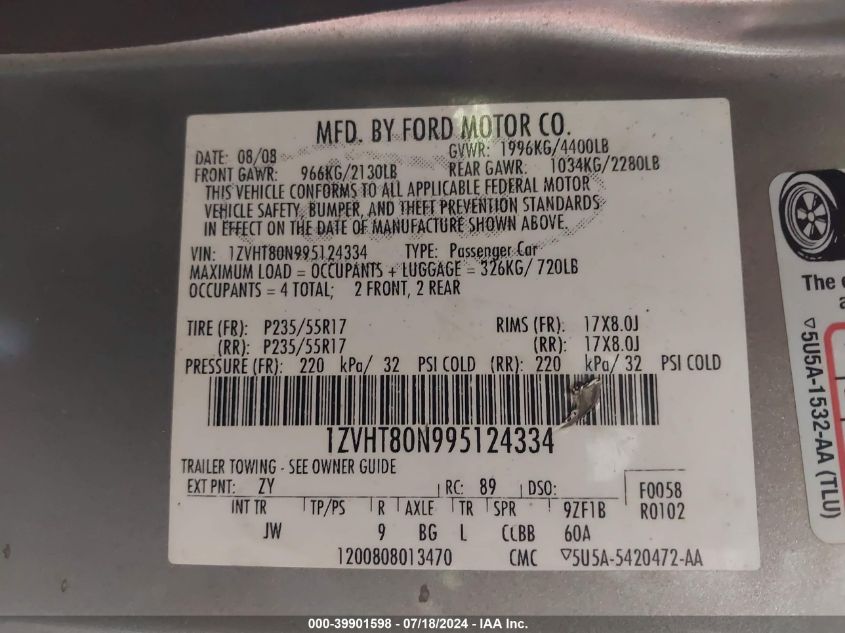 MFD. BY FORD MOTOR CO.
DATE: 08/08 GVWR: 1996KG/4400LB
FRONT GAWR: 966KG/2130LB REAR GAWR: 1034KG/2280LB
THIS VEHICLE CONFORMS TO ALL APPLICABLE FEDERAL MOTOR
VEHICLE SAFETY, BUMPER, AND THEFT PREVENTION STANDARDS
IN EFFECT ON THE DATE OF MANUFACTURE SHOWN ABOVE.
VIN: 1ZVHT80N995124334 TYPE: Passenger Car
MAXIMUM LOAD = OCCUPANTS + LUGGAGE = 326KG/ 720LB
OCCUPANTS = 4 TOTAL; 2 FRONT, 2 REAR
TIRE (FR): P235/55R17 RIMS (FR): 17X8.0J
(RR): P235/55R17 (RR): 17X8.0J
PRESSURE (FR): 220 kPa/ 32 PSI COLD (RR): 220 kPa/ 32 PSI COLD
1ZVHT80N995124334
TRAILER TOWING - SEE OWNER GUIDE
EXT PNT: ZY RC: 89 DSO: F0058
INT TR TP/PS R AXLE TR SPR 9ZF1B R0102
JW 9 BG L CCBB 60A
1200808013470 CMC ▽5U5A-5420472-AA
The
a
▽5U5A-1532-AA (TLU)
000-39901598 - 07/18/2024 - IAA Inc.